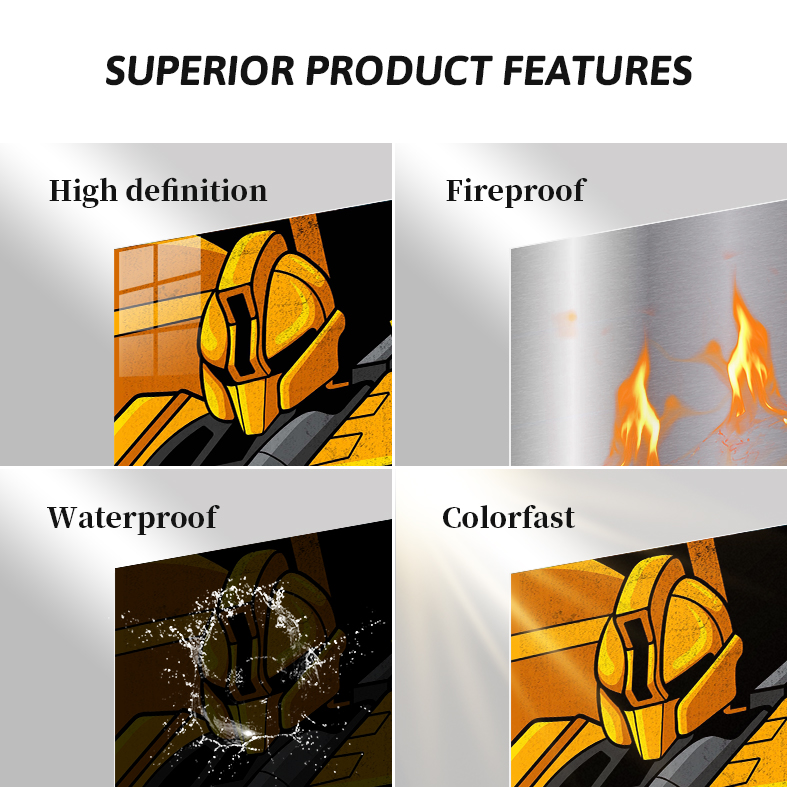 SUPERIOR PRODUCT FEATURES
High definition
Fireproof
Waterproof
Colorfast